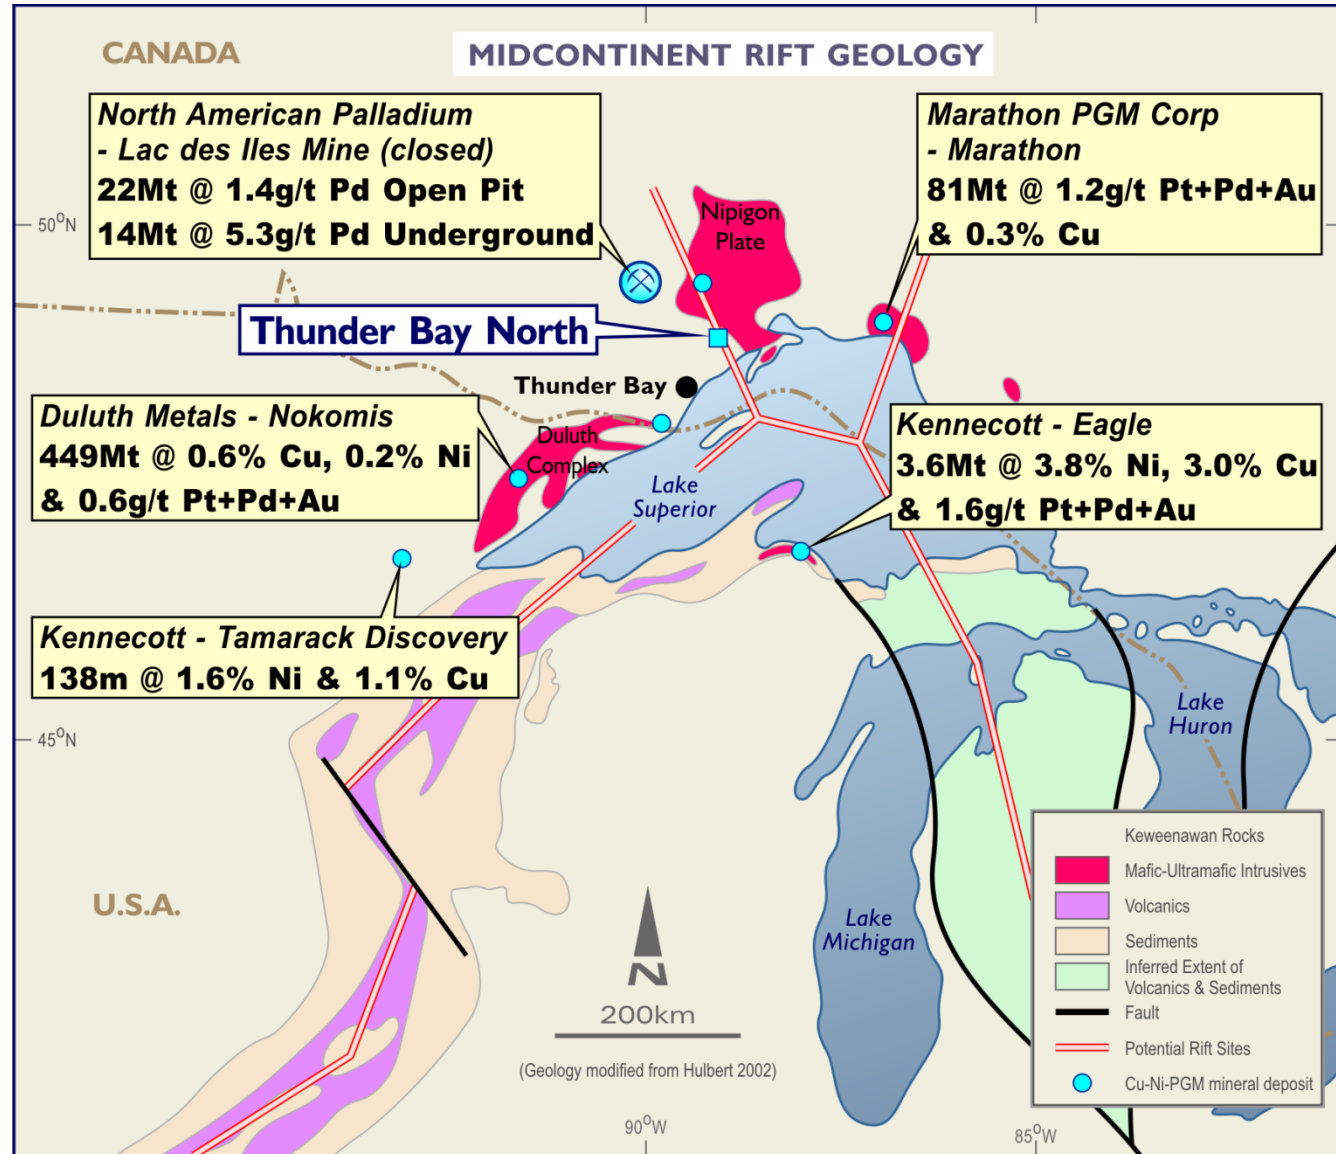 CANADA
MIDCONTINENT RIFT GEOLOGY
North American Palladium
- Lac des Iles Mine (closed)
22Mt @ 1.4g/t Pd Open Pit
14Mt @ 5.3g/t Pd Underground
Marathon PGM Corp
- Marathon
81Mt @ 1.2g/t Pt+Pd+Au
& 0.3% Cu
Nipigon
Plate
50°N
Thunder Bay North
Thunder Bay
Duluth Metals - Nokomis
449Mt @ 0.6% Cu, 0.2% Ni
& 0.6g/t Pt+Pd+Au
Duluth
Complex
Kennecott - Eagle
3.6Mt @ 3.8% Ni, 3.0% Cu
& 1.6g/t Pt+Pd+Au
Lake
Superior
Kennecott - Tamarack Discovery
138m @ 1.6% Ni & 1.1% Cu
Lake
Huron
45°N
U.S.A.
Lake
Michigan
N
200km
(Geology modified from Hulbert 2002)
Keweenawan Rocks
Mafic-Ultramafic Intrusives
Volcanics
Sediments
Inferred Extent of
Volcanics & Sediments
Fault
Potential Rift Sites
Cu-Ni-PGM mineral deposit
90°W
85°W